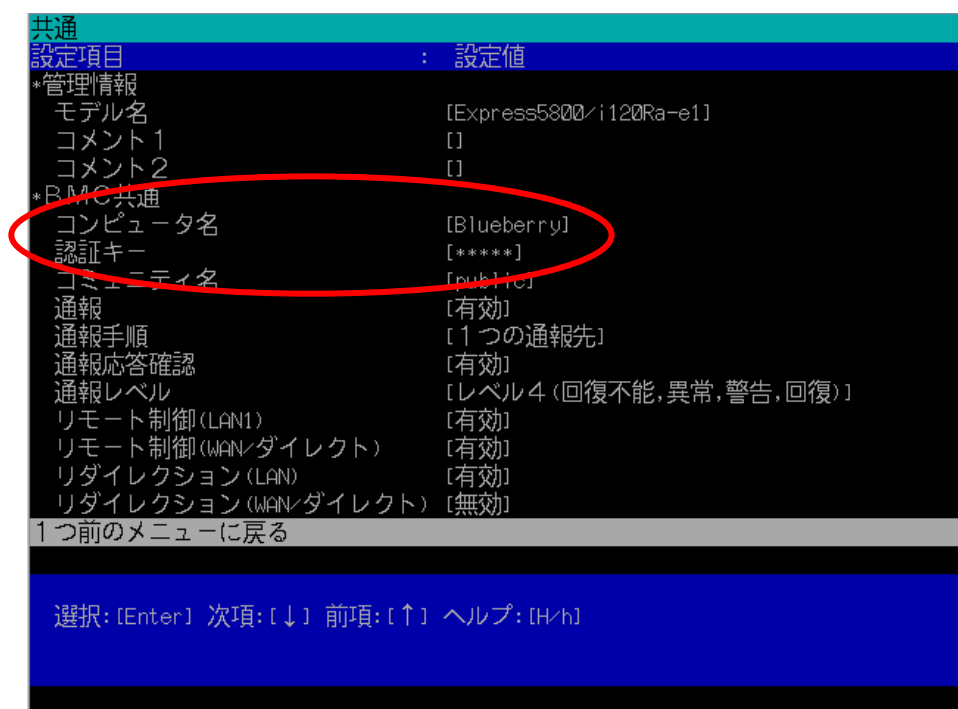 共通
設定項目 : 設定値
*管理情報
モデル名 [Express5800/i120Ra-e1]
コメント1 []
コメント2 []
*BMC共通
コンピュータ名 [Blueberry]
認証キー [*****]
コミュニティ名 [public]
通報 [有効]
通報手順 [1つの通報先]
通報応答確認 [有効]
通報レベル [レベル4(回復不能,異常,警告,回復)]
リモート制御(LAN1) [有効]
リモート制御(WAN/ダイレクト) [有効]
リダイレクション(LAN) [有効]
リダイレクション(WAN/ダイレクト) [無効]
1つ前のメニューに戻る
選択:[Enter] 次項:[↓] 前項:[↑] ヘルプ:[H/h]